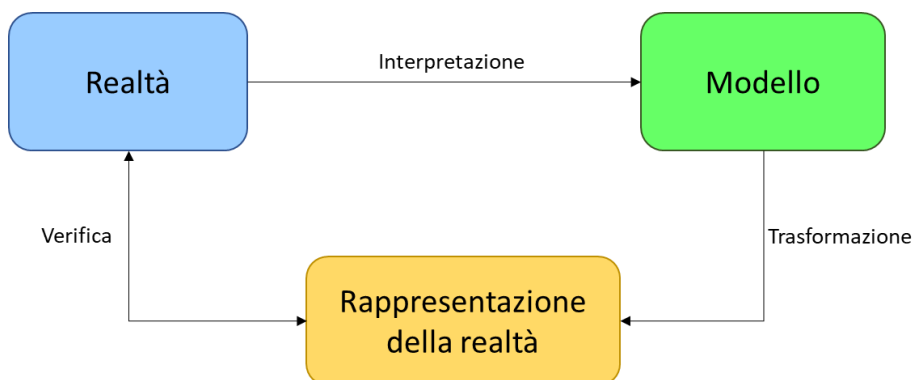 Realtà
Interpretazione
Modello
Verifica
Trasformazione
Rappresentazione
della realtà